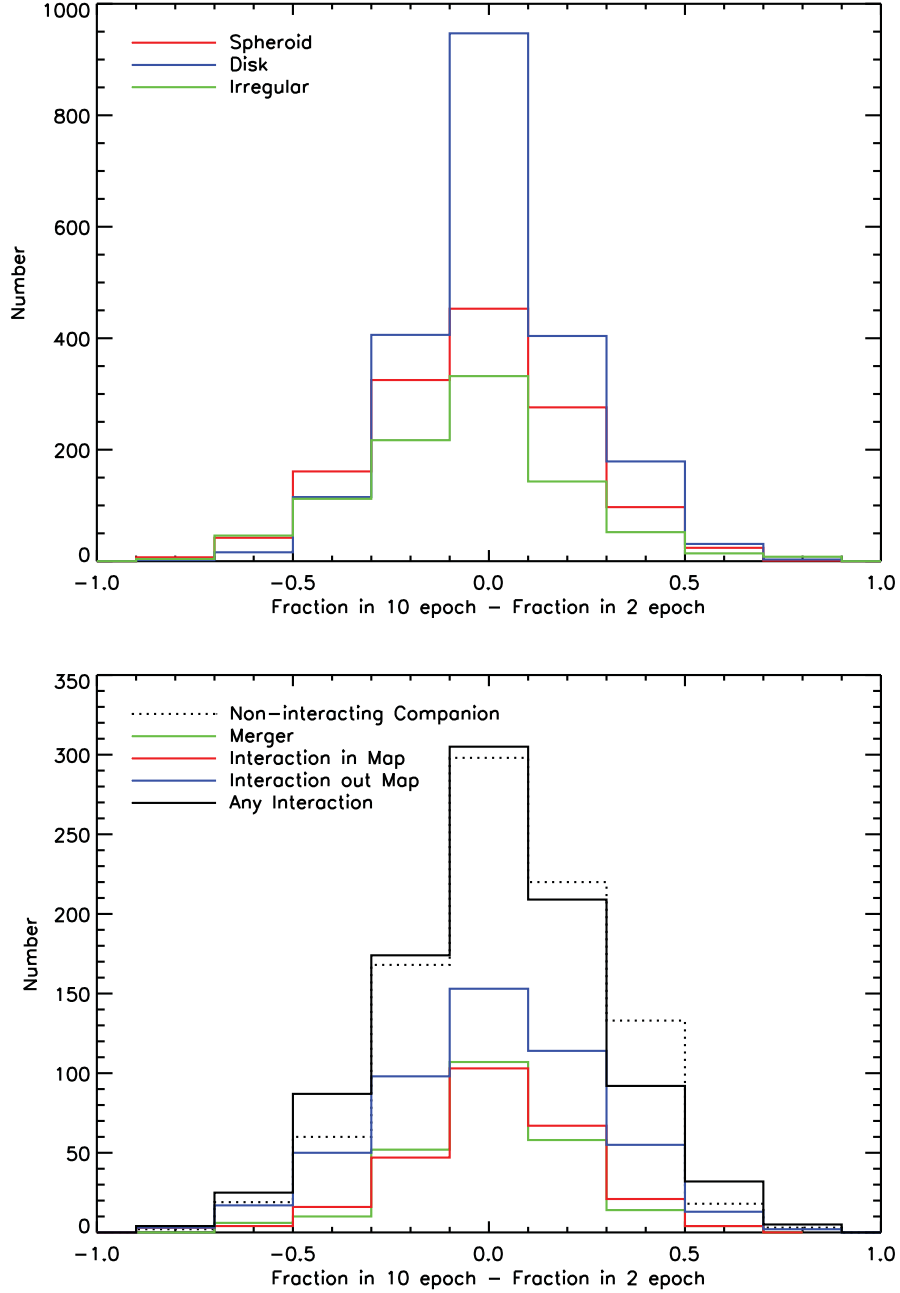 1000
800
600
400
200
0
Number
Spheroid
Disk
Irregular
−1.0 −0.5 0.0 0.5 1.0
Fraction in 10 epoch − Fraction in 2 epoch
350
300
250
200
150
100
50
0
Number
Non−interacting Companion
Merger
Interaction in Map
Interaction out Map
Any Interaction
−1.0 −0.5 0.0 0.5 1.0
Fraction in 10 epoch − Fraction in 2 epoch